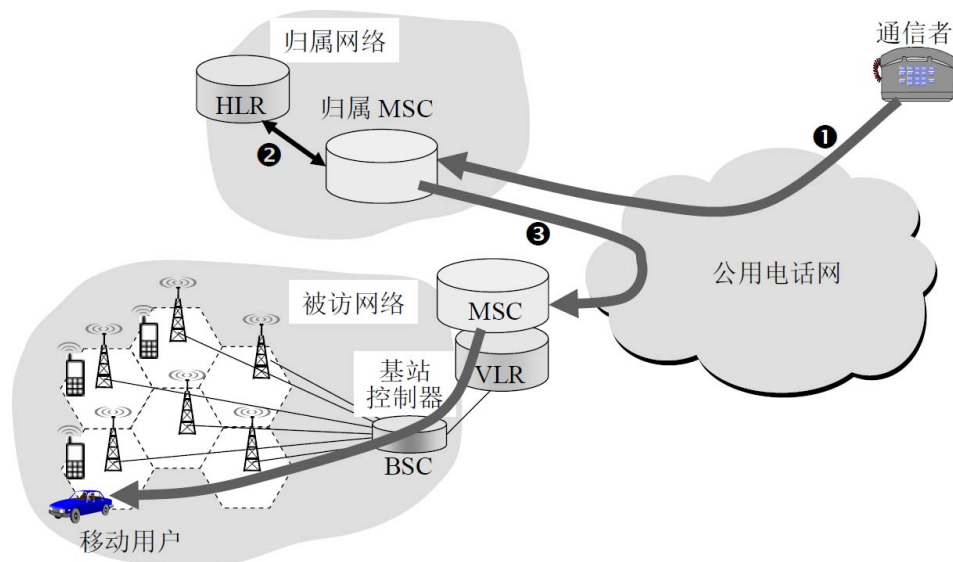 归属网络
通信者
HLR
归属 MSC
❶
❷
❸
公用电话网
被访网络
MSC
VLR
基站
控制器
BSC
移动用户